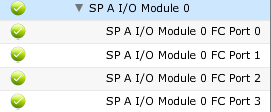 SP A I/O Module 0
SP A I/O Module 0 FC Port 0
SP A I/O Module 0 FC Port 1
SP A I/O Module 0 FC Port 2
SP A I/O Module 0 FC Port 3